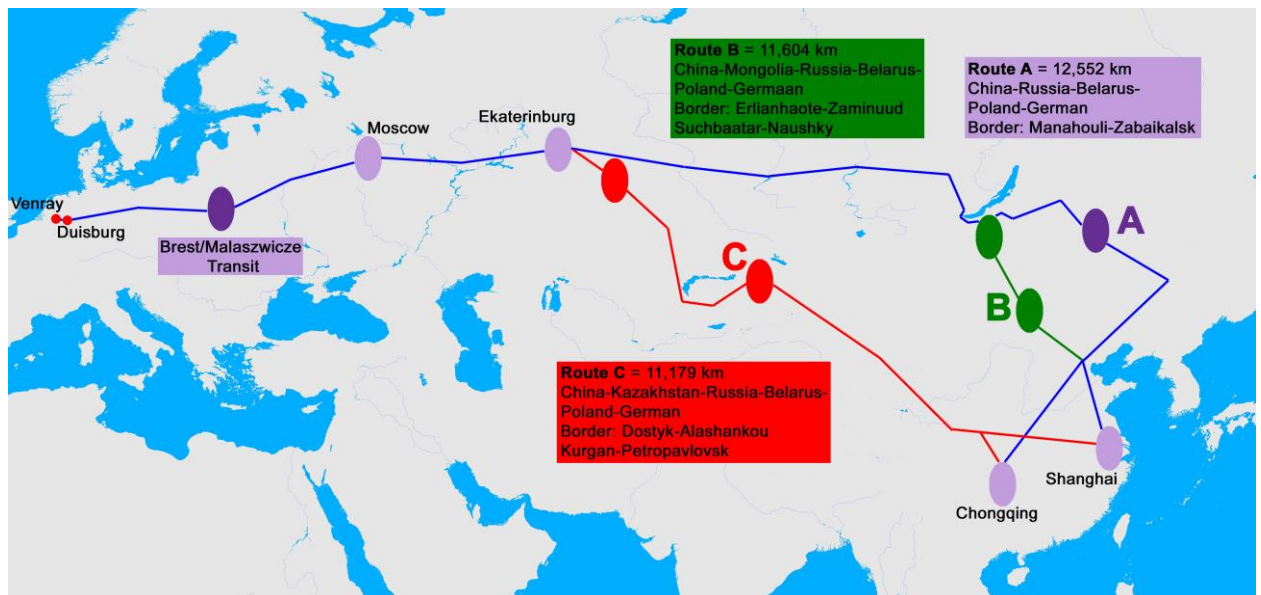 Route B = 11,604 km
China-Mongolia-Russia-Belarus-
Poland-Germaan
Border: Erlianhaote-Zaminuud
Suchbaatar-Naushky
Route A = 12,552 km
China-Russia-Belarus-
Poland-German
Border: Manahouli-Zabaikalsk
Ekaterinburg
Moscow
Venray
Duisburg
Brest/Malaszwicze
Transit
A
C
B
Route C = 11,179 km
China-Kazakhstan-Russia-Belarus-
Poland-German
Border: Dostyk-Alashankou
Kurgan-Petropavlovsk
Shanghai
Chongqing